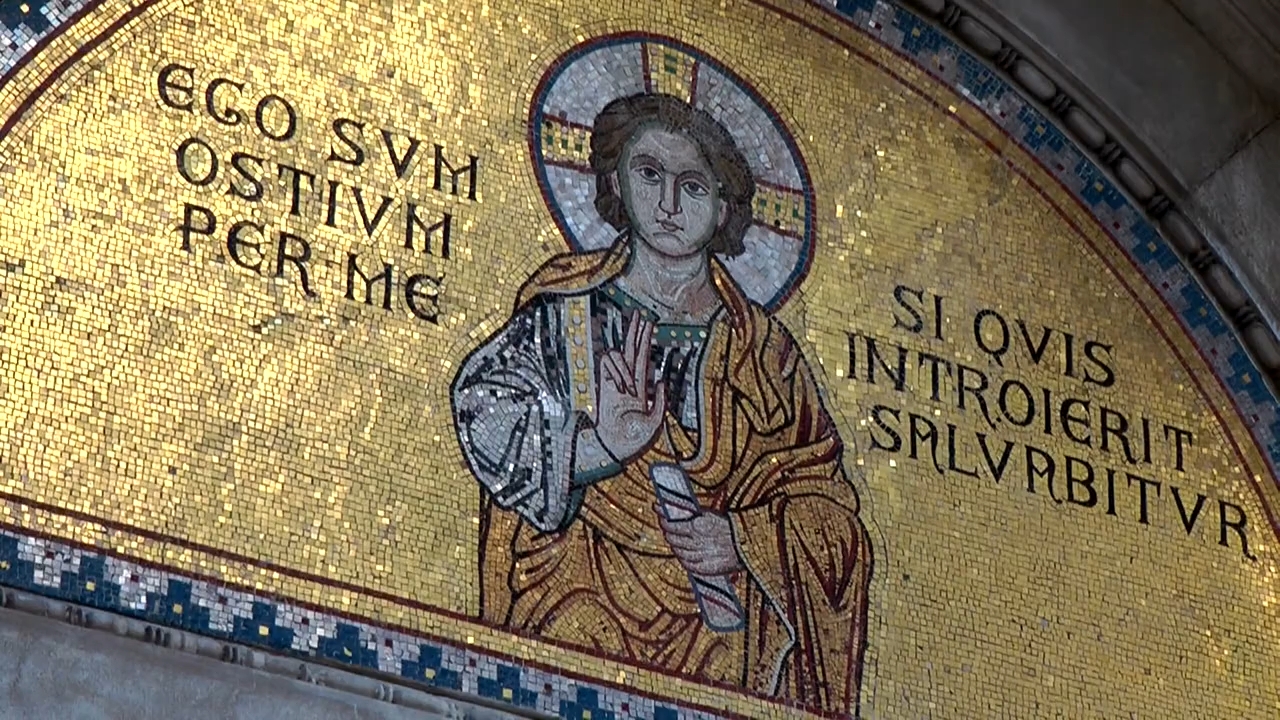 EGO SVM
OSTIVM
PER·ME
SI QVIS
INTROIERIT
SALVABITVR